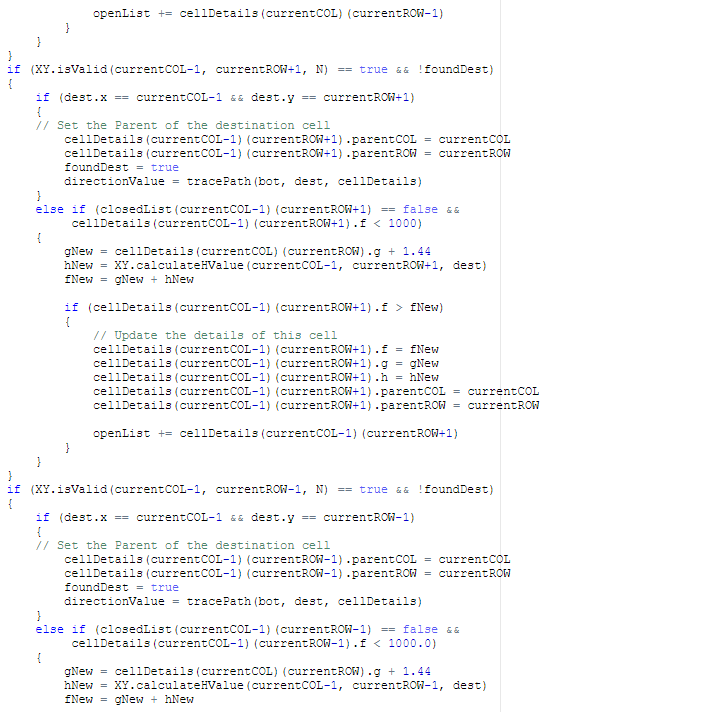 openList += cellDetails(currentCOL)(currentROW-1)
        }
    }
}
if (XY.isValid(currentCOL-1, currentROW+1, N) == true && !foundDest)
{
    if (dest.x == currentCOL-1 && dest.y == currentROW+1)
    {
    // Set the Parent of the destination cell
        cellDetails(currentCOL-1)(currentROW+1).parentCOL = currentCOL
        cellDetails(currentCOL-1)(currentROW+1).parentROW = currentROW
        foundDest = true
        directionValue = tracePath(bot, dest, cellDetails)
    }
    else if (closedList(currentCOL-1)(currentROW+1) == false &&
         cellDetails(currentCOL-1)(currentROW+1).f < 1000)
    {
        gNew = cellDetails(currentCOL)(currentROW).g + 1.44
        hNew = XY.calculateHValue(currentCOL-1, currentROW+1, dest)
        fNew = gNew + hNew

        if (cellDetails(currentCOL-1)(currentROW+1).f > fNew)
        {
            // Update the details of this cell
            cellDetails(currentCOL-1)(currentROW+1).f = fNew
            cellDetails(currentCOL-1)(currentROW+1).g = gNew
            cellDetails(currentCOL-1)(currentROW+1).h = hNew
            cellDetails(currentCOL-1)(currentROW+1).parentCOL = currentCOL
            cellDetails(currentCOL-1)(currentROW+1).parentROW = currentROW

            openList += cellDetails(currentCOL-1)(currentROW+1)
        }
    }
}
if (XY.isValid(currentCOL-1, currentROW-1, N) == true && !foundDest)
{
    if (dest.x == currentCOL-1 && dest.y == currentROW-1)
    {
    // Set the Parent of the destination cell
        cellDetails(currentCOL-1)(currentROW-1).parentCOL = currentCOL
        cellDetails(currentCOL-1)(currentROW-1).parentROW = currentROW
        foundDest = true
        directionValue = tracePath(bot, dest, cellDetails)
    }
    else if (closedList(currentCOL-1)(currentROW-1) == false &&
         cellDetails(currentCOL-1)(currentROW-1).f < 1000.0)
    {
        gNew = cellDetails(currentCOL)(currentROW).g + 1.44
        hNew = XY.calculateHValue(currentCOL-1, currentROW-1, dest)
        fNew = gNew + hNew